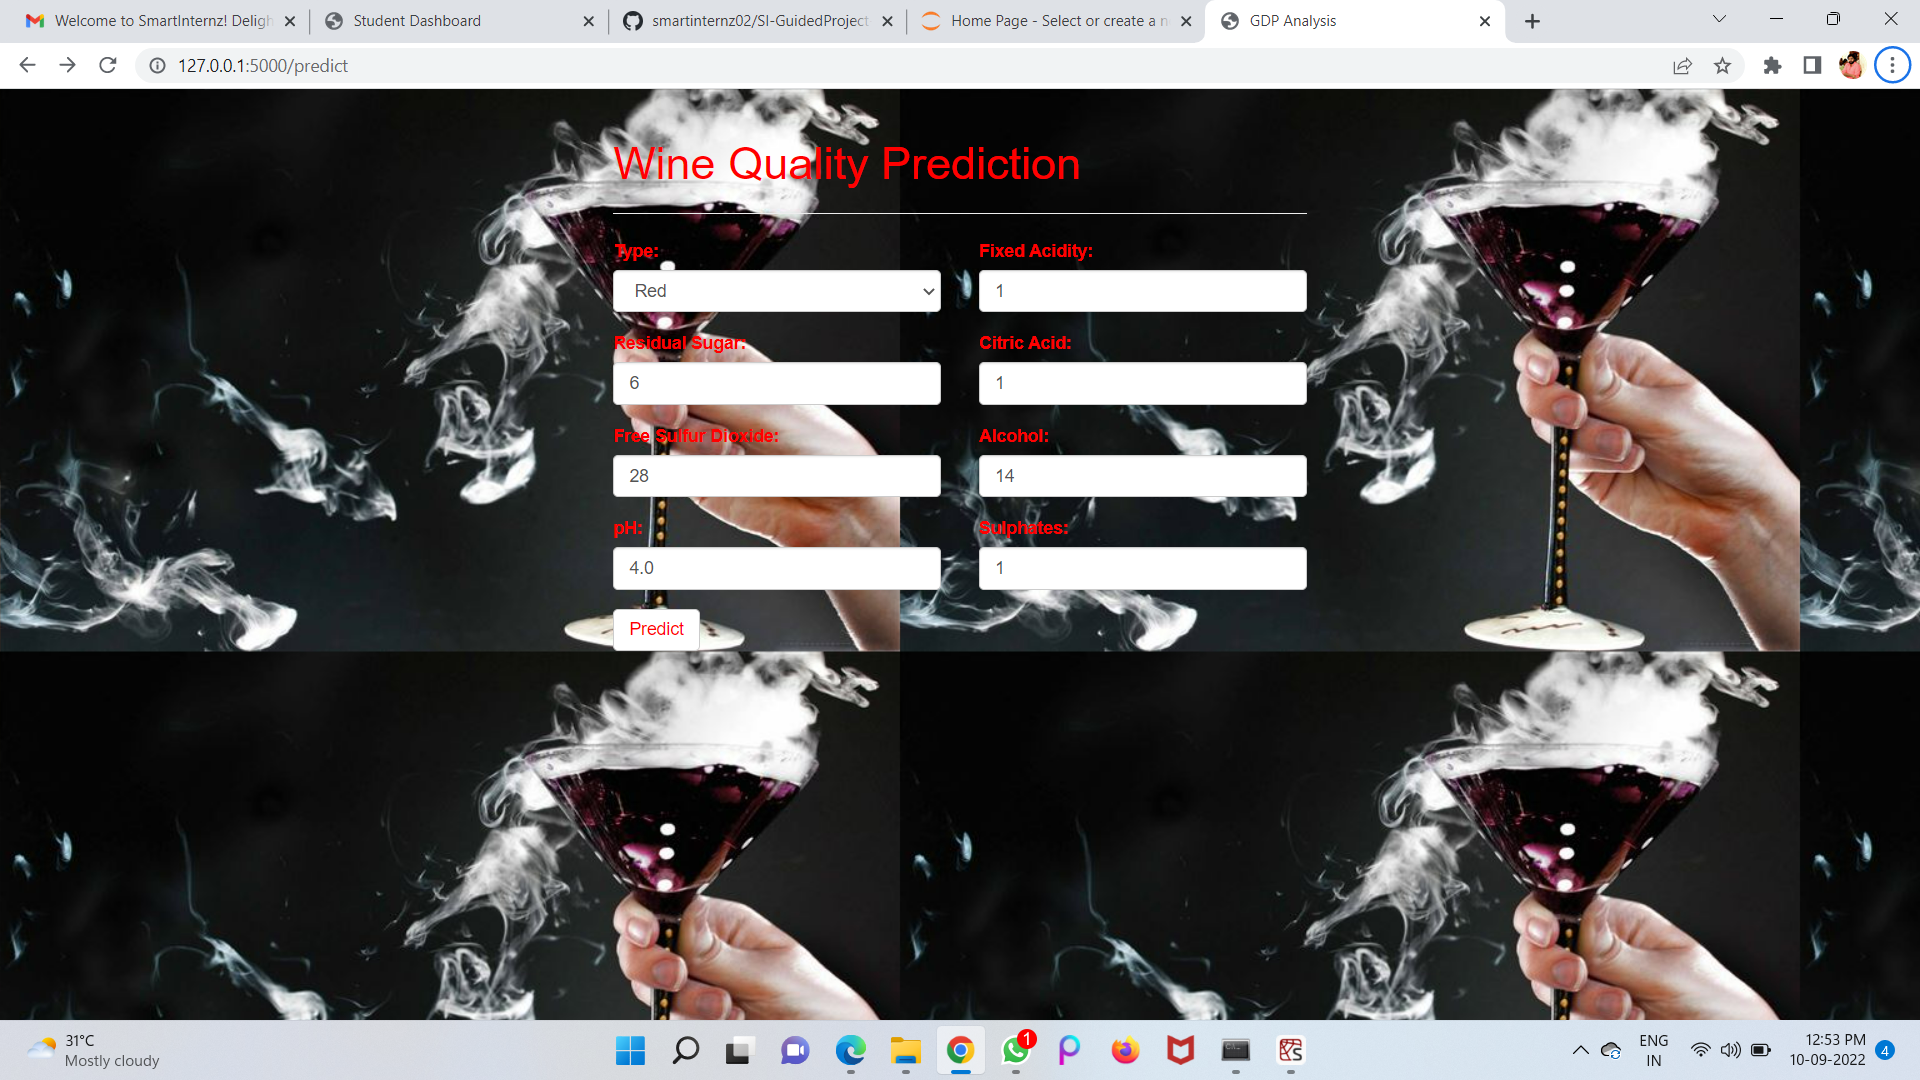 Welcome to SmartInternz! Deligh
Student Dashboard
smartinternz02/SI-GuidedProject
Home Page - Select or create a n
GDP Analysis
127.0.0.1:5000/predict
Wine Quality Prediction
Type:
Fixed Acidity:
Red
1
Residual Sugar:
Citric Acid:
6
1
Free Sulfur Dioxide:
Alcohol:
28
14
pH:
Sulphates:
4.0
1
Predict
31°C
Mostly cloudy
1
ENG
IN
12:53 PM
10-09-2022
4